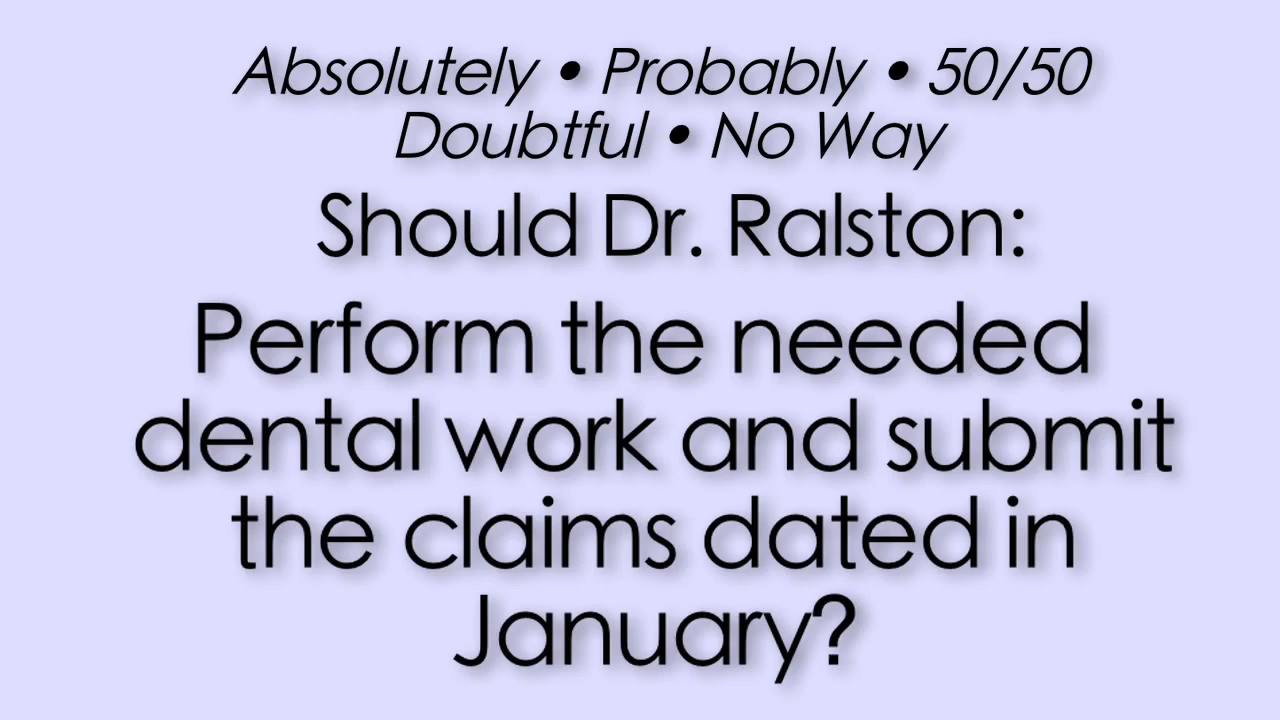 Absolutely • Probably • 50/50
Doubtful • No Way
Should Dr. Ralston:
Perform the needed
dental work and submit
the claims dated in
January?